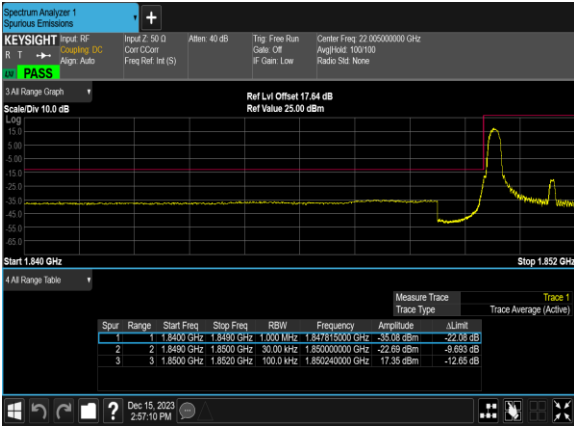 Spectrum Analyzer 1
Spurious Emissions
+
KEYSIGHT Input: RF Input Z: 50 Ω Atten: 40 dB Trig: Free Run Center Freq: 22.005000000 GHz
R T Coupling: DC Corr CCorr Gate: Off Avg|Hold: 100/100
Align: Auto Freq Ref: Int (S) IF Gain: Low Radio Std: None
PASS
3 All Range Graph
Ref Lvl Offset 17.64 dB
Scale/Div 10.0 dB Ref Value 25.00 dBm
Log
15.0
5.00
-5.00
-15.0
-25.0
-35.0
-45.0
-55.0
-65.0
Start 1.840 GHz Stop 1.852 GHz
4 All Range Table
Measure Trace Trace 1
Trace Type Trace Average (Active)
Spur Range Start Freq Stop Freq RBW Frequency Amplitude ΔLimit
1 1 1.8400 GHz 1.8490 GHz 1.000 MHz 1.847815000 GHz -35.08 dBm -22.08 dB
2 2 1.8490 GHz 1.8500 GHz 30.00 kHz 1.850000000 GHz -22.69 dBm -9.693 dB
3 3 1.8500 GHz 1.8520 GHz 100.0 kHz 1.850240000 GHz 17.35 dBm -12.65 dB
? Dec 15, 2023
2:57:10 PM